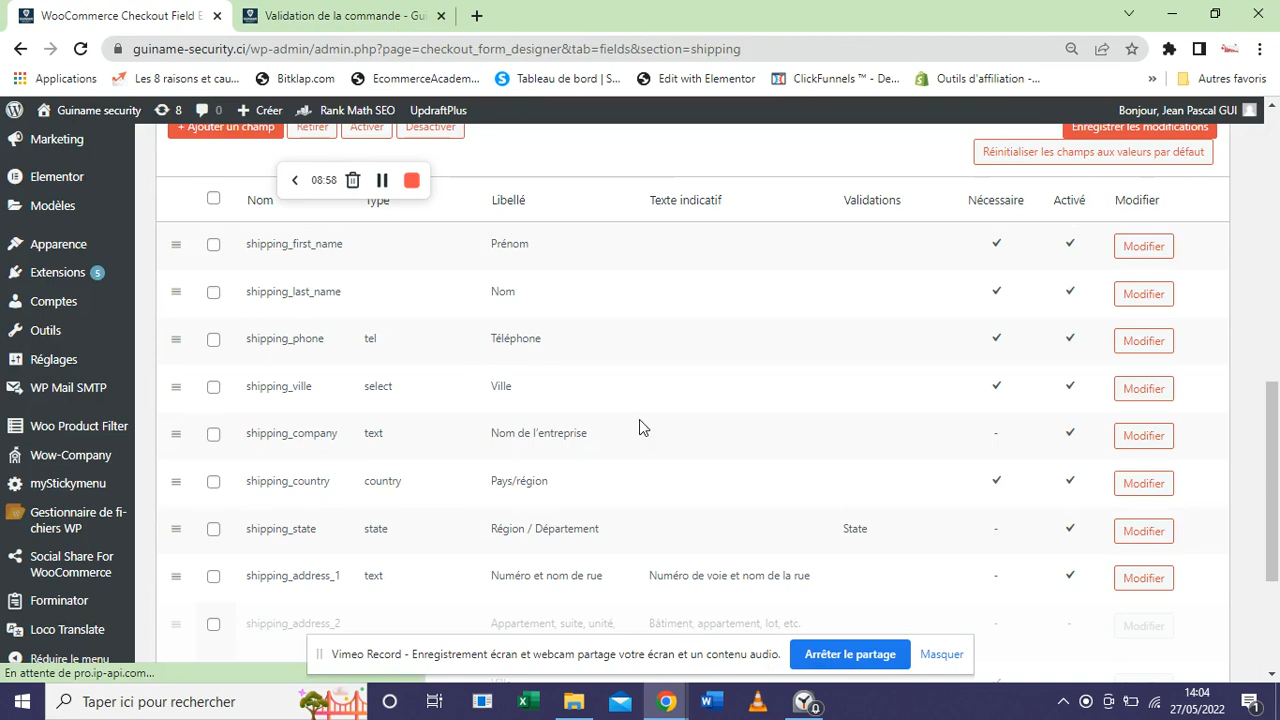 WooCommerce Checkout Field E
Validation de la commande - Gui
guiname-security.ci/wp-admin/admin.php?page=checkout_form_designer&tab=fields&section=shipping
Applications
Les 8 raisons et cau...
Bitklap.com
EcommerceAcadem...
Tableau de bord | S...
Edit with Elementor
ClickFunnels ™ - De...
Outils d'affiliation -...
»
Autres favoris
Guiname security
8
0
Créer
Rank Math SEO
UpdraftPlus
Bonjour, Jean Pascal GUI
Marketing
Elementor
Modèles
Apparence
Extensions 5
Comptes
Outils
Réglages
WP Mail SMTP
Woo Product Filter
Wow-Company
myStickymenu
Gestionnaire de fi-
chiers WP
Social Share For
WooCommerce
Forminator
Loco Translate
Réduire le menu
+ Ajouter un champ
Retirer
Activer
Désactiver
Enregistrer les modifications
Réinitialiser les champs aux valeurs par défaut
08:58
Nom Type Libellé Texte indicatif Validations Nécessaire Activé Modifier
shipping_first_name Prénom Modifier
shipping_last_name Nom Modifier
shipping_phone tel Téléphone Modifier
shipping_ville select Ville Modifier
shipping_company text Nom de l'entreprise - Modifier
shipping_country country Pays/région Modifier
shipping_state state Région / Département State - Modifier
shipping_address_1 text Numéro et nom de rue Numéro de voie et nom de la rue - Modifier
shipping_address_2 Appartement, suite, unité, Bâtiment, appartement, lot, etc. - - Modifier
Vimeo Record - Enregistrement écran et webcam partage votre écran et un contenu audio.
Arrêter le partage
Masquer
En attente de pro.ip-api.com...
Taper ici pour rechercher
14:04
27/05/2022